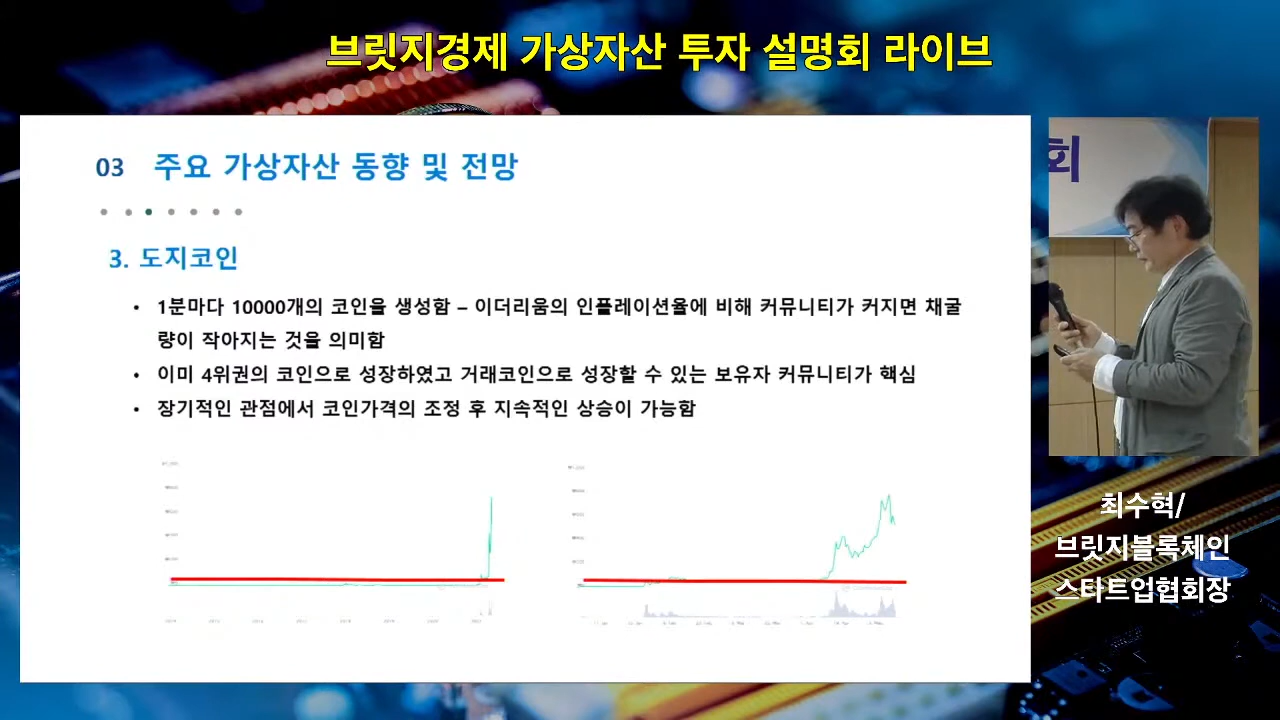 브릿지경제 가상자산 투자 설명회 라이브
03 주요 가상자산 동향 및 전망
3. 도지코인
• 1분마다 10000개의 코인을 생성함 – 이더리움의 인플레이션율에 비해 커뮤니티가 커지면 채굴
량이 작아지는 것을 의미함
• 이미 4위권의 코인으로 성장하였고 거래코인으로 성장할 수 있는 보유자 커뮤니티가 핵심
• 장기적인 관점에서 코인가격의 조정 후 지속적인 상승이 가능함
회
최수혁/
브릿지블록체인
스타트업협회장